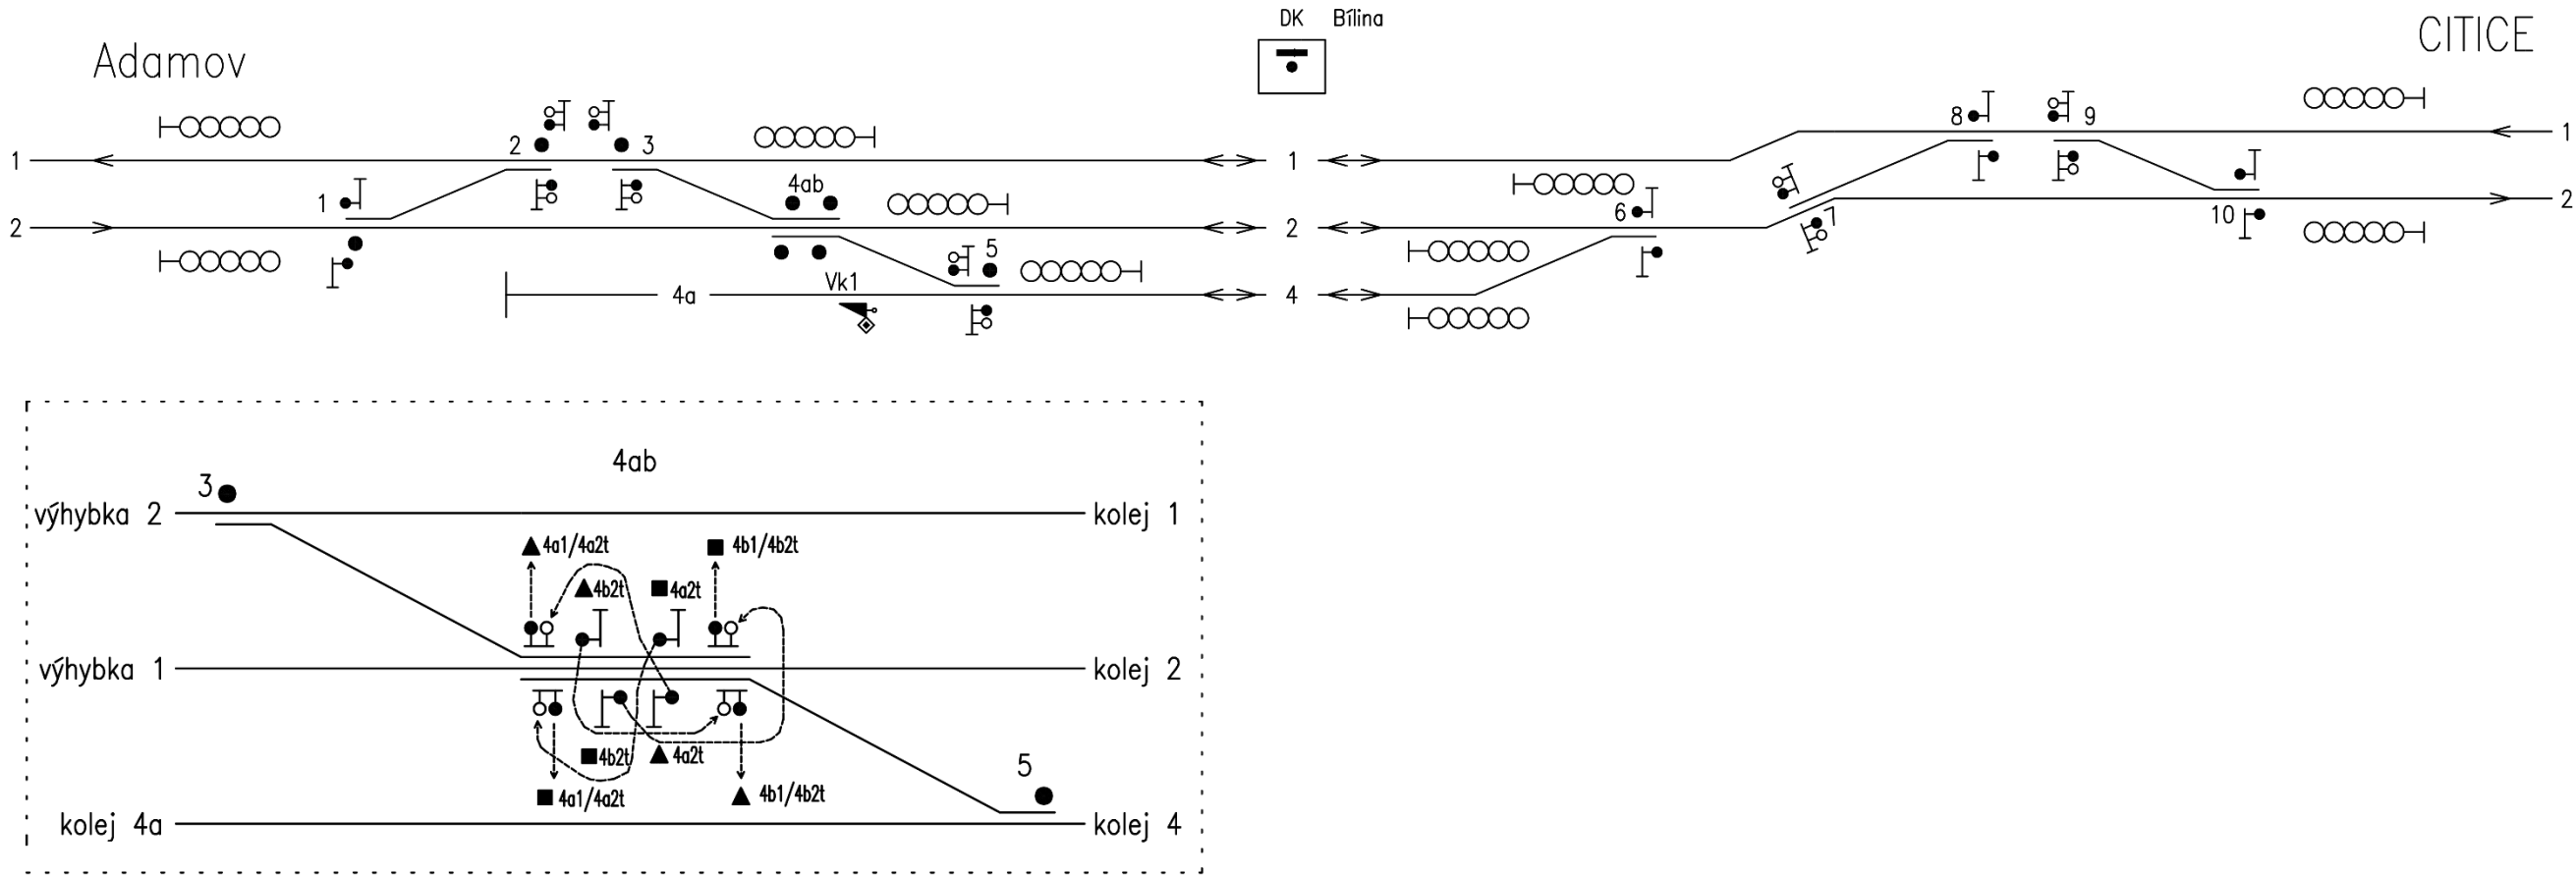 DK Bílina
Adamov
CITICE
2
3
8
9
1
1
1
1
4ab
1
6
7
2
2
10
2
5
Vk1
4a
4
4ab
3
výhybka 2
kolej 1
4a1/4a2t
4b1/4b2t
4b2t
4a2t
výhybka 1
kolej 2
4b2t
4a2t
4a1/4a2t
4b1/4b2t
5
kolej 4a
kolej 4